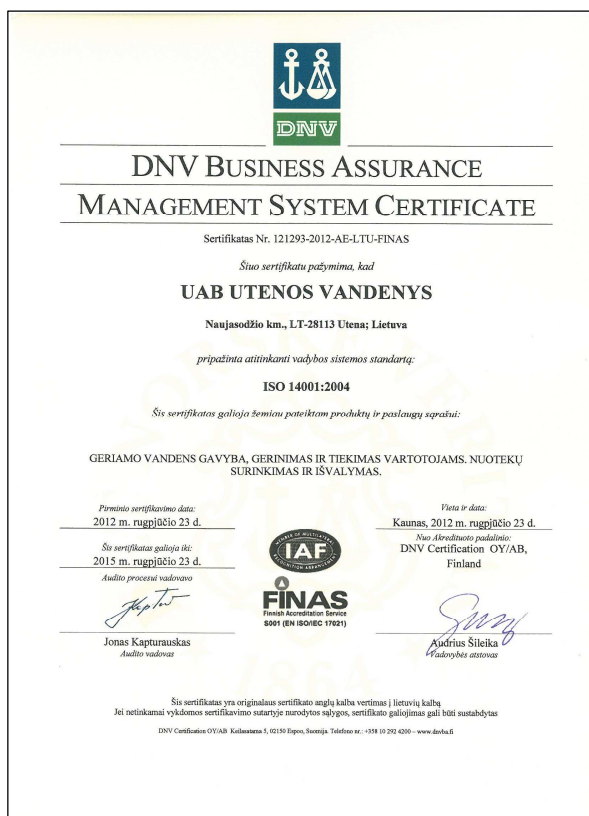 DNV
DNV BUSINESS ASSURANCE
MANAGEMENT SYSTEM CERTIFICATE
Sertifikatas Nr. 121293-2012-AE-LTU-FINAS
Šiuo sertifikatu pažymima, kad
UAB UTENOS VANDENYS
Naujasodžio km., LT-28113 Utena; Lietuva
pripažinta atitinkanti vadybos sistemos standartą:
ISO 14001:2004
Šis sertifikatas galioja žemiau pateiktam produktų ir paslaugų sąrašui:
GERIAMO VANDENS GAVYBA, GERINIMAS IR TIEKIMAS VARTOTOJAMS. NUOTEKŲ
SURINKIMAS IR IŠVALYMAS.
Pirminio sertifikavimo data:
2012 m. rugpjūčio 23 d.
Šis sertifikatas galioja iki:
2015 m. rugpjūčio 23 d.
Audito procesui vadovavo
Jonas Kapturauskas
Audito vadovas
MEMBER OF MULTILATERAL
IAF
RECOGNITION ARRANGEMENT
FINAS
Finnish Accreditation Service
S001 (EN ISO/IEC 17021)
Vieta ir data:
Kaunas, 2012 m. rugpjūčio 23 d.
Nuo Akredituoto padalinio:
DNV Certification OY/AB,
Finland
Audrius Šileika
Vadovybės atstovas
Šis sertifikatas yra originalaus sertifikato anglų kalba vertimas į lietuvių kalbą
Jei netinkamai vykdomos sertifikavimo sutartyje nurodytos sąlygos, sertifikato galiojimas gali būti sustabdytas
DNV Certification OY/AB Keilasatama 5, 02150 Espoo, Suomija. Telefono nr.: +358 10 292 4200 – www.dnvba.fi